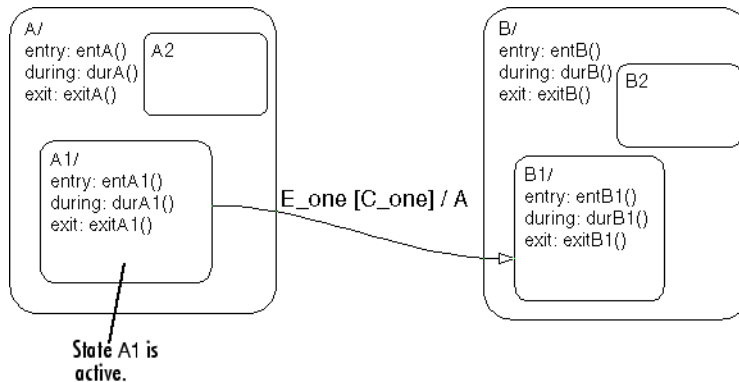 A/
entry: entA()
during: durA()
exit: exitA()
A2
A1/
entry: entA1()
during: durA1()
exit: exitA1()
E_one [C_one] / A
B/
entry: entB()
during: durB()
exit: exitB()
B2
B1/
entry: entB1()
during: durB1()
exit: exitB1()
State A1 is
active.